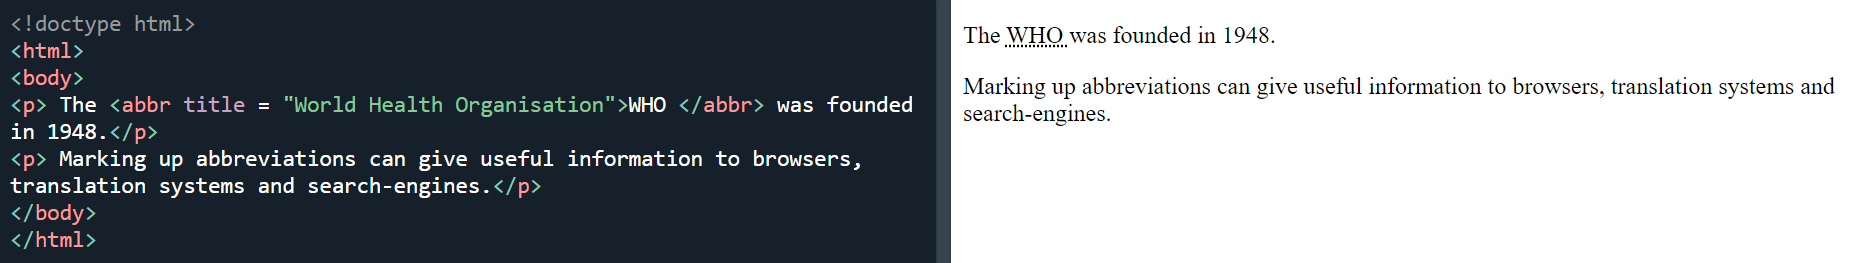 <!doctype html>
<html>
<body>
<p> The <abbr title = "World Health Organisation">WHO </abbr> was founded
in 1948.</p>
<p> Marking up abbreviations can give useful information to browsers,
translation systems and search-engines.</p>
</body>
</html>
The WHO was founded in 1948.
Marking up abbreviations can give useful information to browsers, translation systems and
search-engines.